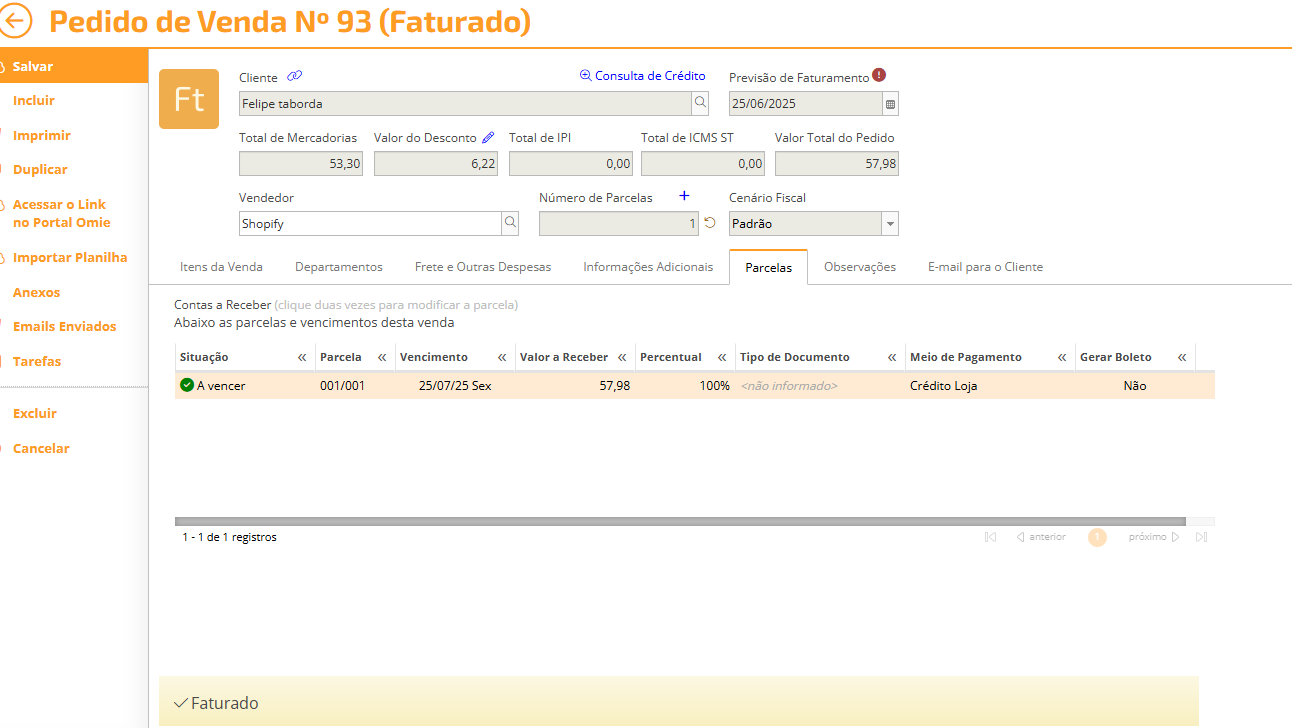 Pedido de Venda Nº 93 (Faturado)
Salvar
Incluir
Imprimir
Duplicar
Acessar o Link
no Portal Omie
Importar Planilha
Anexos
Emails Enviados
Tarefas
Excluir
Cancelar
Ft
Cliente
Consulta de Crédito
Previsão de Faturamento
Felipe taborda
25/06/2025
Total de Mercadorias
Valor do Desconto
Total de IPI
Total de ICMS ST
Valor Total do Pedido
53,30
6,22
0,00
0,00
57,98
Vendedor
Número de Parcelas
Cenário Fiscal
Shopify
1
Padrão
Itens da Venda
Departamentos
Frete e Outras Despesas
Informações Adicionais
Parcelas
Observações
E-mail para o Cliente
Contas a Receber (clique duas vezes para modificar a parcela)
Abaixo as parcelas e vencimentos desta venda
Situação « Parcela « Vencimento « Valor a Receber « Percentual « Tipo de Documento « Meio de Pagamento « Gerar Boleto «
A vencer 001/001 25/07/25 Sex 57,98 100% <não informado> Crédito Loja Não
1 - 1 de 1 registros
anterior 1 próximo
Faturado